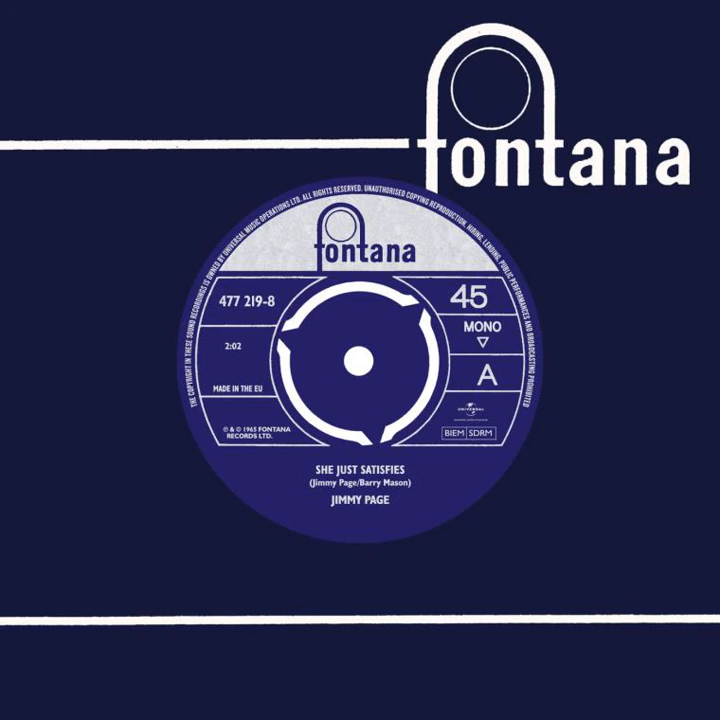 fontana
THE COPYRIGHT IN THESE SOUND RECORDINGS IS OWNED BY UNIVERSAL MUSIC OPERATIONS LTD. ALL RIGHTS RESERVED. UNAUTHORISED COPYING REPRODUCTION, HIRING, LENDING, PUBLIC PERFORMANCES AND BROADCASTING PROHIBITED
fontana
477 219-8
45
MONO
2:02
A
MADE IN THE EU
UNIVERSAL
℗ & © 1965 FONTANA
RECORDS LTD.
BIEM SDRM
SHE JUST SATISFIES
(Jimmy Page/Barry Mason)
JIMMY PAGE